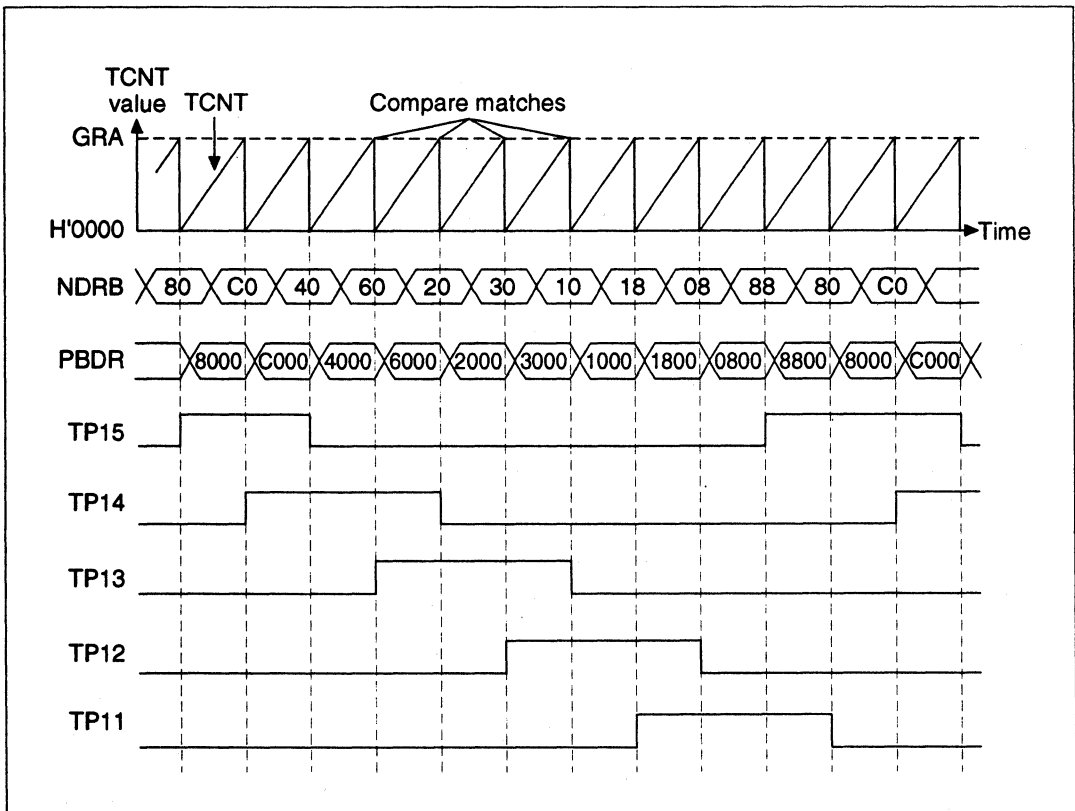 TCNT
value TCNT Compare matches
GRA
H'0000 Time
NDRB 80 C0 40 60 20 30 10 18 08 88 80 C0
PBDR 8000 C000 4000 6000 2000 3000 1000 1800 0800 8800 8000 C000
TP15
TP14
TP13
TP12
TP11